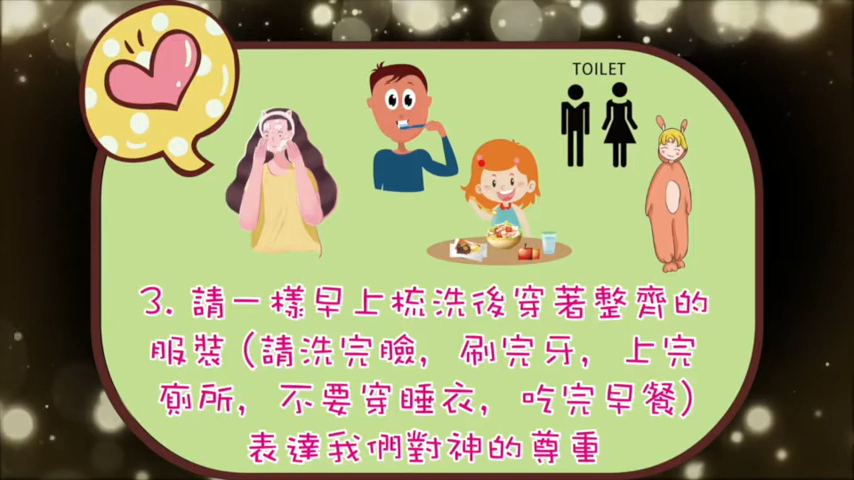 TOILET
3. 請一樣早上梳洗後穿著整齊的
服裝 (請洗完臉, 刷完牙, 上完
廁所, 不要穿睡衣, 吃完早餐)
表達我們對神的尊重